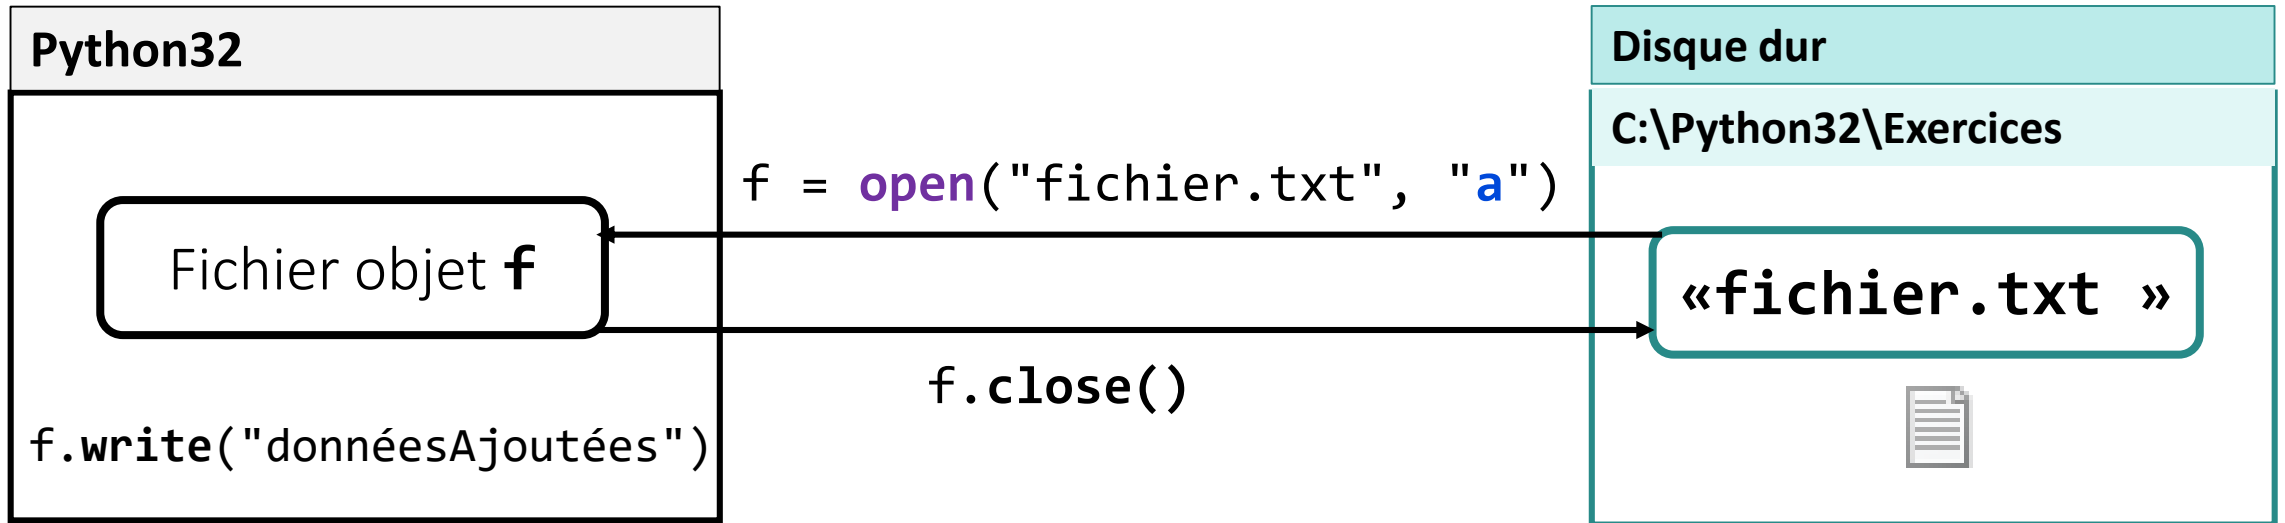 Python32
Disque dur
C:\Python32\Exercices
f = open("fichier.txt", "a")
Fichier objet f
«fichier.txt »
f.close()
f.write("donnéesAjoutées")